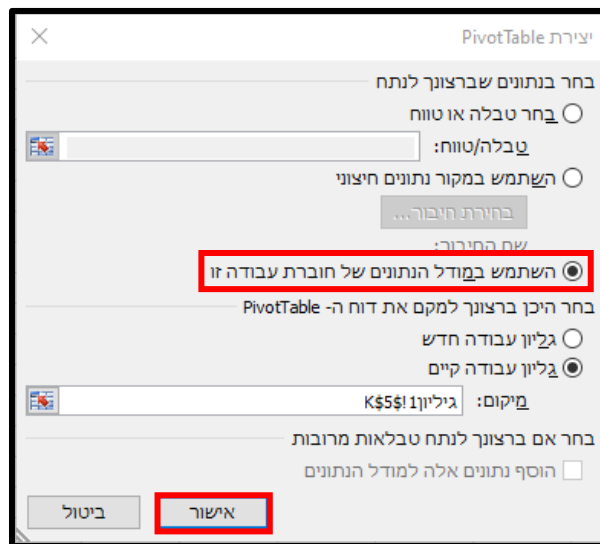 יצירת PivotTable
בחר בנתונים שברצונך לנתח
בחר טבלה או טווח
טבלה/טווח:
השתמש במקור נתונים חיצוני
בחירת חיבור...
שם החיבור:
השתמש במודל הנתונים של חוברת עבודה זו
בחר היכן ברצונך למקם את דוח ה- PivotTable
גליון עבודה חדש
גליון עבודה קיים
מיקום: גיליון1!$K$5
בחר אם ברצונך לנתח טבלאות מרובות
הוסף נתונים אלה למודל הנתונים
אישור ביטול